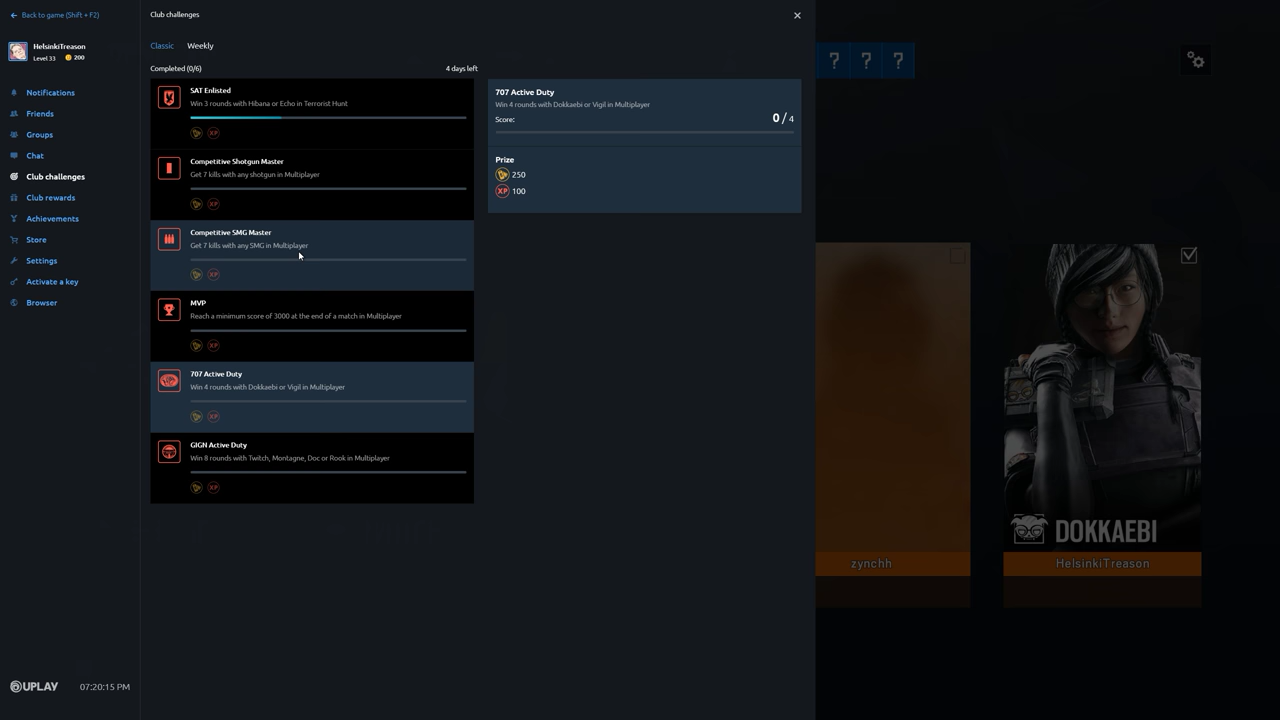 Back to game (Shift + F2)
HelsinkiTreason
Level 33
200
Notifications
Friends
Groups
Chat
Club challenges
Club rewards
Achievements
Store
Settings
Activate a key
Browser
UPLAY
07:20:15 PM
Club challenges
Classic
Weekly
Completed (0/6)
4 days left
SAT Enlisted
Win 3 rounds with Hibana or Echo in Terrorist Hunt
XP
Competitive Shotgun Master
Get 7 kills with any shotgun in Multiplayer
XP
Competitive SMG Master
Get 7 kills with any SMG in Multiplayer
XP
MVP
Reach a minimum score of 3000 at the end of a match in Multiplayer
XP
707 Active Duty
Win 4 rounds with Dokkaebi or Vigil in Multiplayer
XP
GIGN Active Duty
Win 8 rounds with Twitch, Montagne, Doc or Rook in Multiplayer
XP
707 Active Duty
Win 4 rounds with Dokkaebi or Vigil in Multiplayer
Score:
0 / 4
Prize
250
XP 100
? ? ?
zynchh
DOKKAEBI
HelsinkiTreason